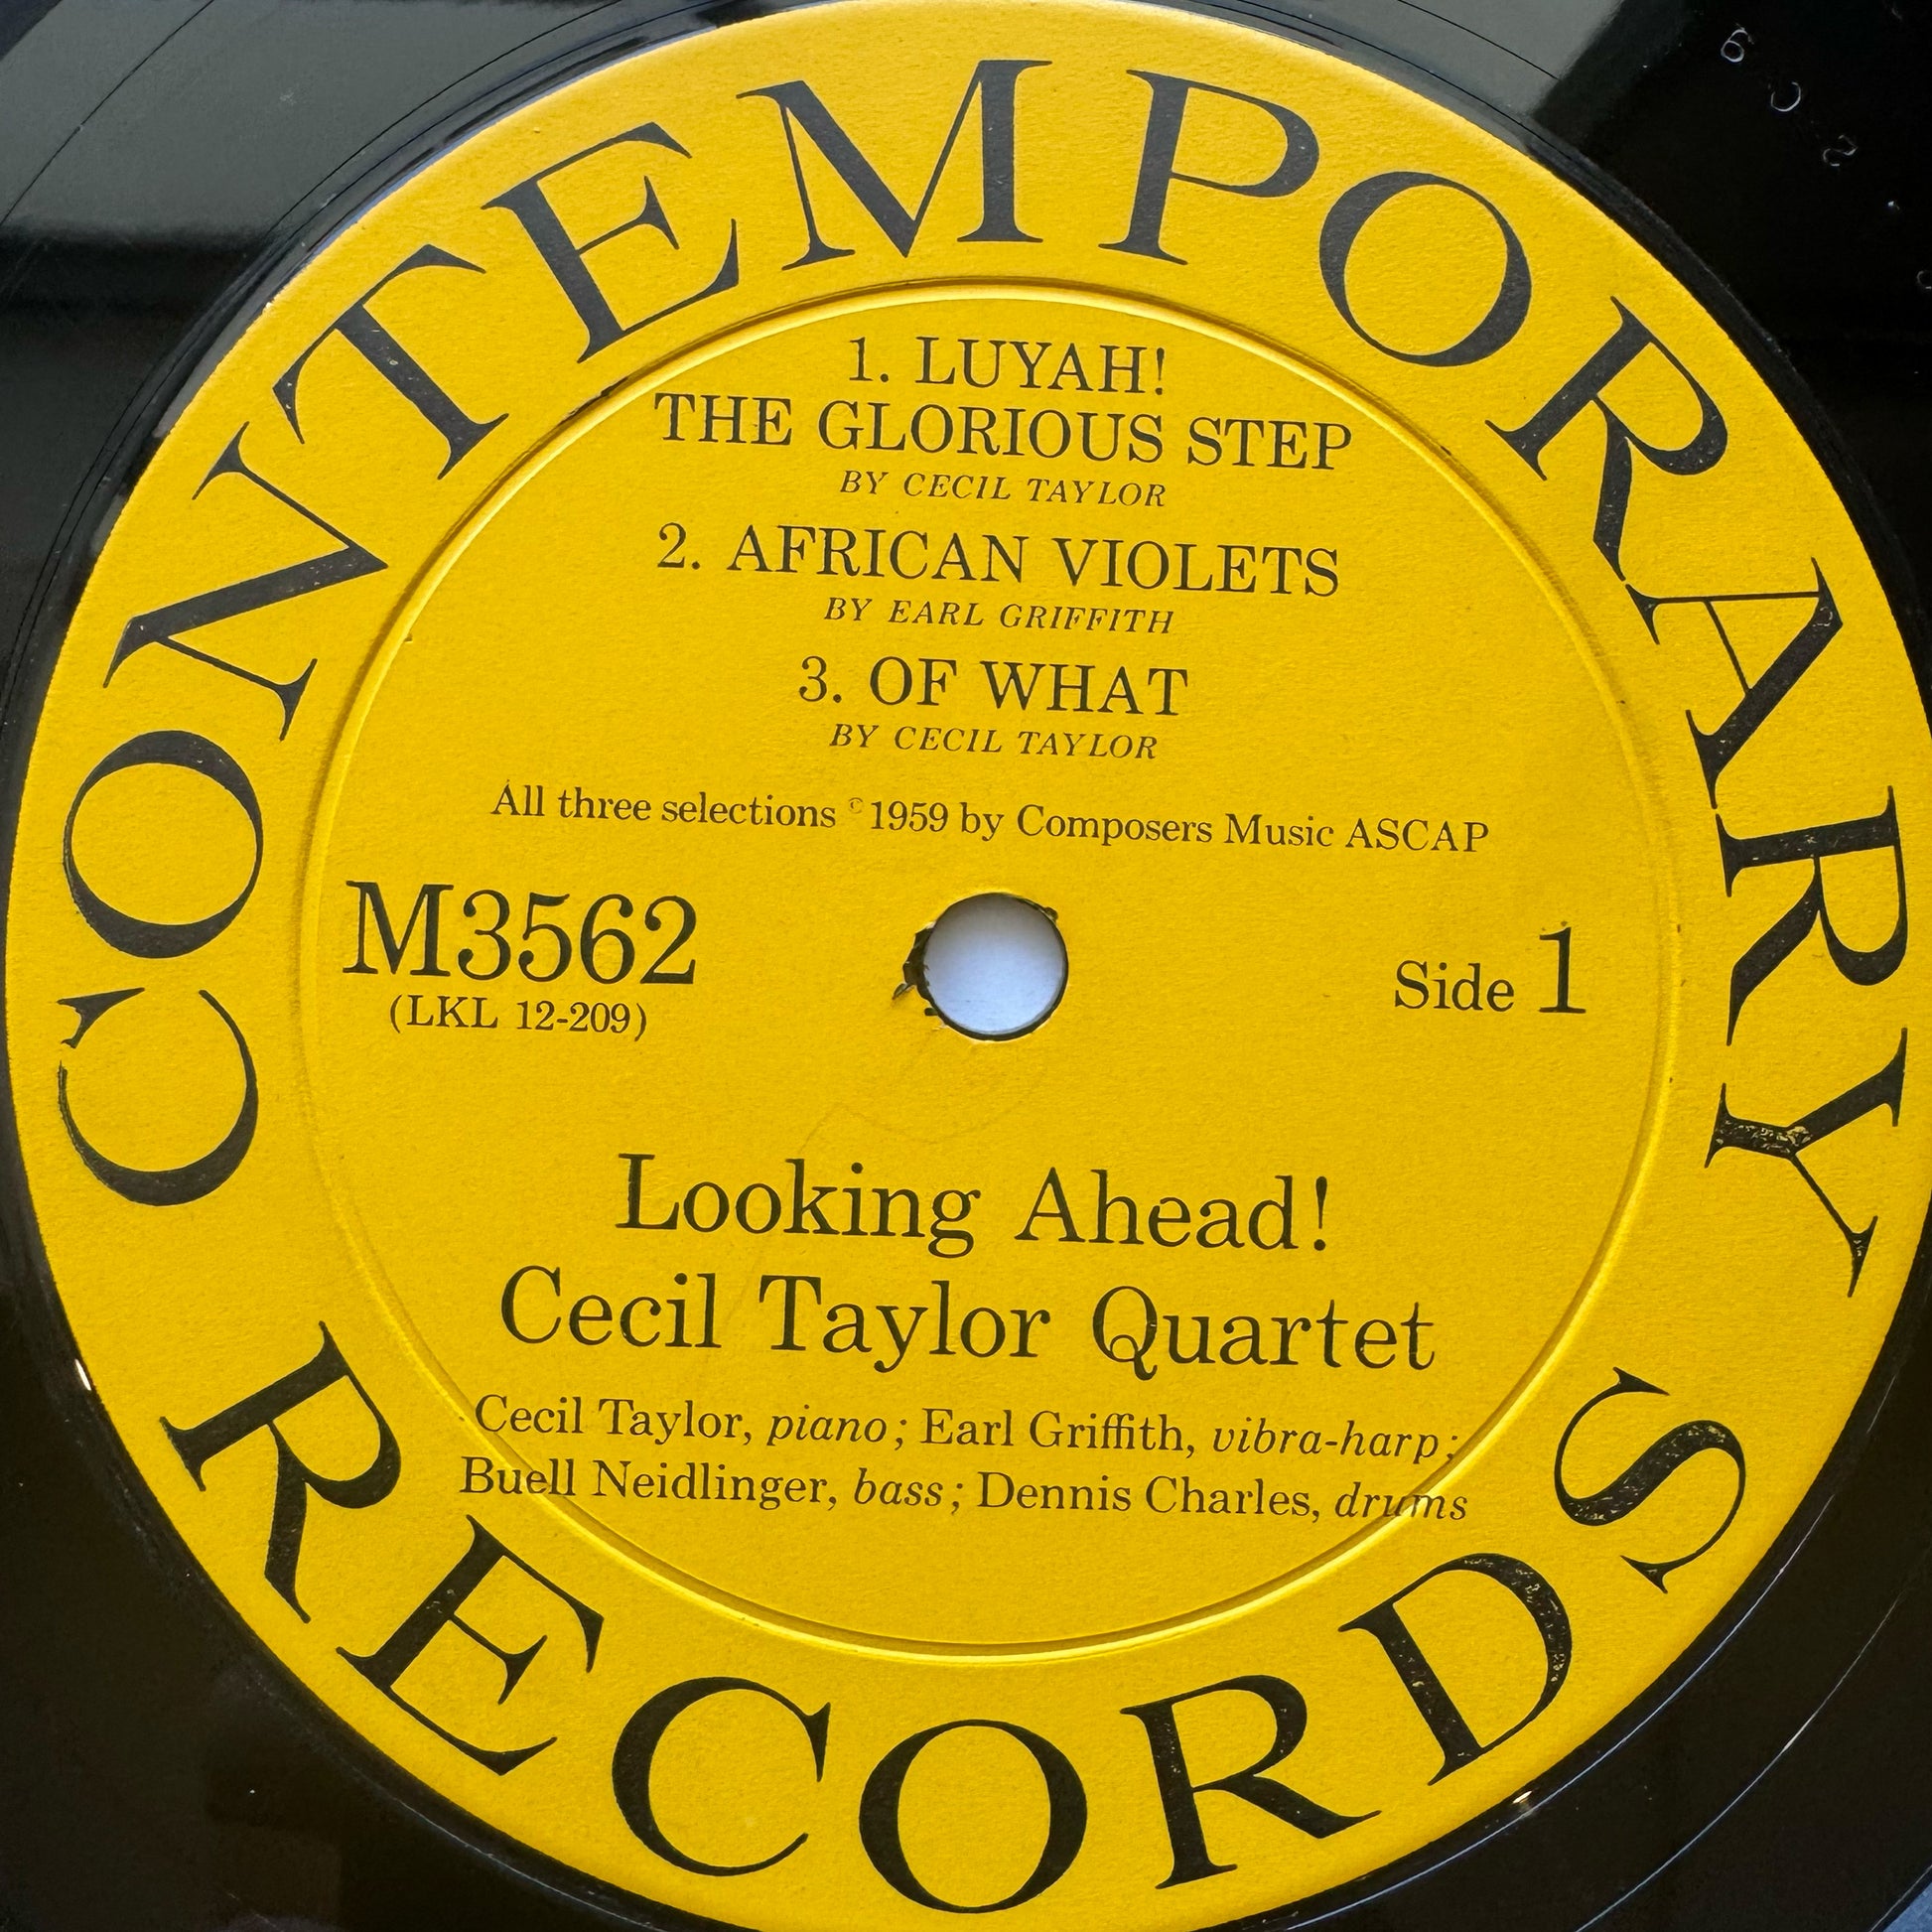 CONTEMPORARY
1. LUYAH!
THE GLORIOUS STEP
BY CECIL TAYLOR
2. AFRICAN VIOLETS
BY EARL GRIFFITH
3. OF WHAT
BY CECIL TAYLOR
All three selections © 1959 by Composers Music ASCAP
M3562
(LKL 12-209)
Side 1
Looking Ahead!
Cecil Taylor Quartet
Cecil Taylor, piano; Earl Griffith, vibra-harp;
Buell Neidlinger, bass; Dennis Charles, drums
RECORDS